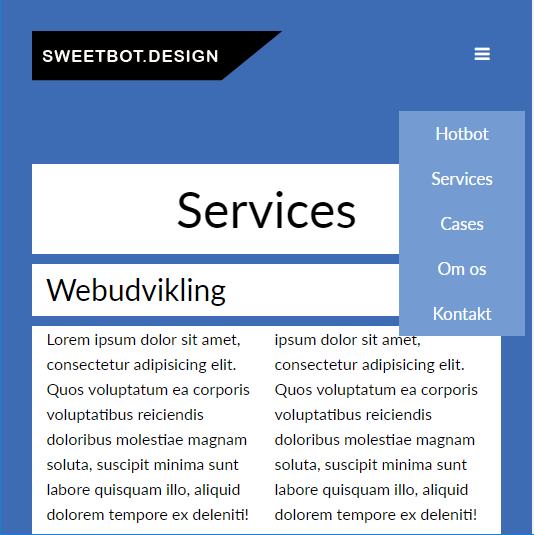 SWEETBOT.DESIGN
Hotbot
Services
Cases
Om os
Kontakt
Services
Webudvikling
Lorem ipsum dolor sit amet,
consectetur adipisicing elit.
Quos voluptatum ea corporis
voluptatibus reiciendis
doloribus molestiae magnam
soluta, suscipit minima sunt
labore quisquam illo, aliquid
dolorem tempore ex deleniti!
ipsum dolor sit amet,
consectetur adipisicing elit.
Quos voluptatum ea corporis
voluptatibus reiciendis
doloribus molestiae magnam
soluta, suscipit minima sunt
labore quisquam illo, aliquid
dolorem tempore ex deleniti!